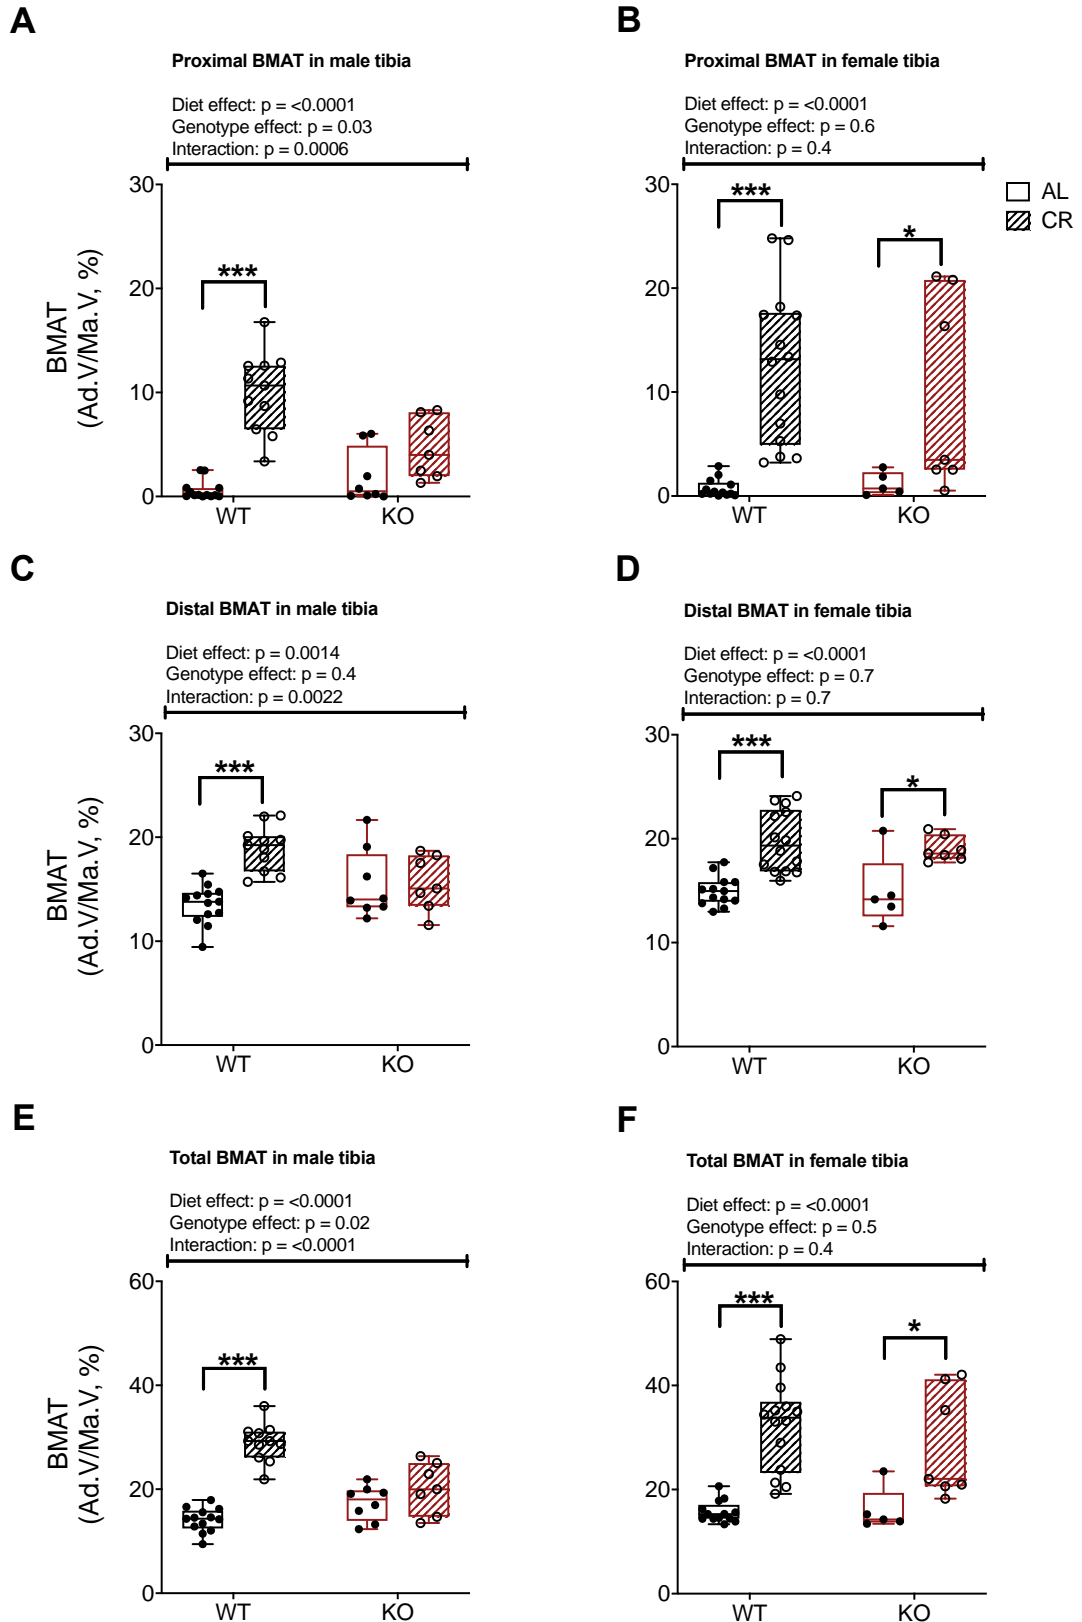 A
Proximal BMAT in male tibia
Diet effect: p = <0.0001
Genotype effect: p = 0.03
Interaction: p = 0.0006
30
20
10
0
BMAT
(Ad.V/Ma.V, %)
***
WT
KO
B
Proximal BMAT in female tibia
Diet effect: p = <0.0001
Genotype effect: p = 0.6
Interaction: p = 0.4
30
20
10
0
***
*
WT
KO
AL
CR
C
Distal BMAT in male tibia
Diet effect: p = 0.0014
Genotype effect: p = 0.4
Interaction: p = 0.0022
30
20
10
0
BMAT
(Ad.V/Ma.V, %)
***
WT
KO
D
Distal BMAT in female tibia
Diet effect: p = <0.0001
Genotype effect: p = 0.7
Interaction: p = 0.7
30
20
10
0
***
*
WT
KO
E
Total BMAT in male tibia
Diet effect: p = <0.0001
Genotype effect: p = 0.02
Interaction: p = <0.0001
60
40
20
0
BMAT
(Ad.V/Ma.V, %)
***
WT
KO
F
Total BMAT in female tibia
Diet effect: p = <0.0001
Genotype effect: p = 0.5
Interaction: p = 0.4
60
40
20
0
***
*
WT
KO